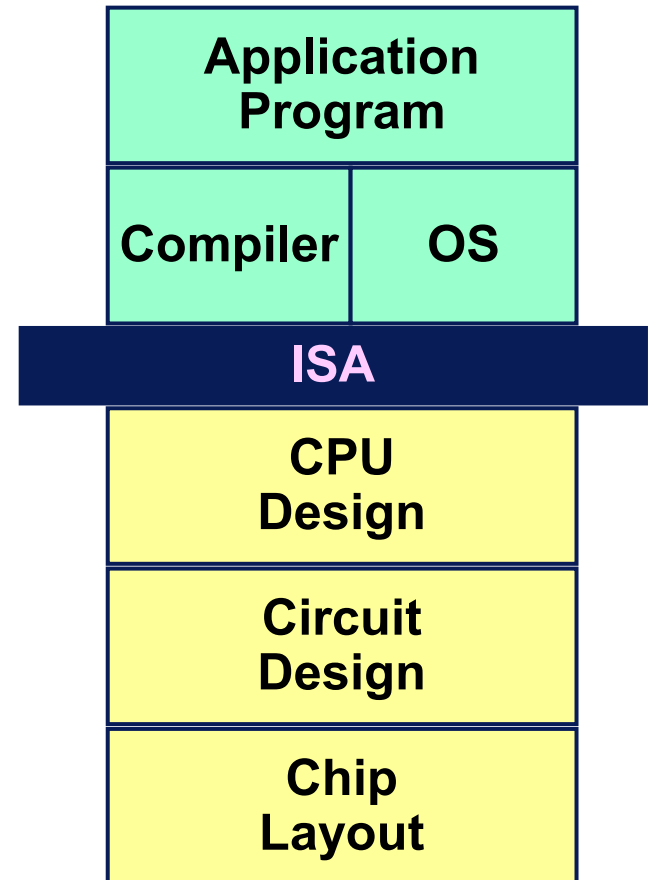 Application
Program
Compiler OS
ISA
CPU
Design
Circuit
Design
Chip
Layout